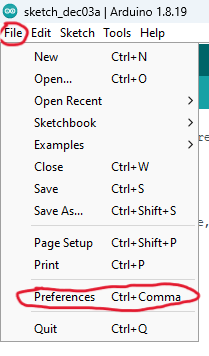 sketch_dec03a | Arduino 1.8.19
File Edit Sketch Tools Help
New Ctrl+N
Open... Ctrl+O
Open Recent
Sketchbook
Examples
Close Ctrl+W
Save Ctrl+S
Save As... Ctrl+Shift+S
Page Setup Ctrl+Shift+P
Print Ctrl+P
Preferences Ctrl+Comma
Quit Ctrl+Q